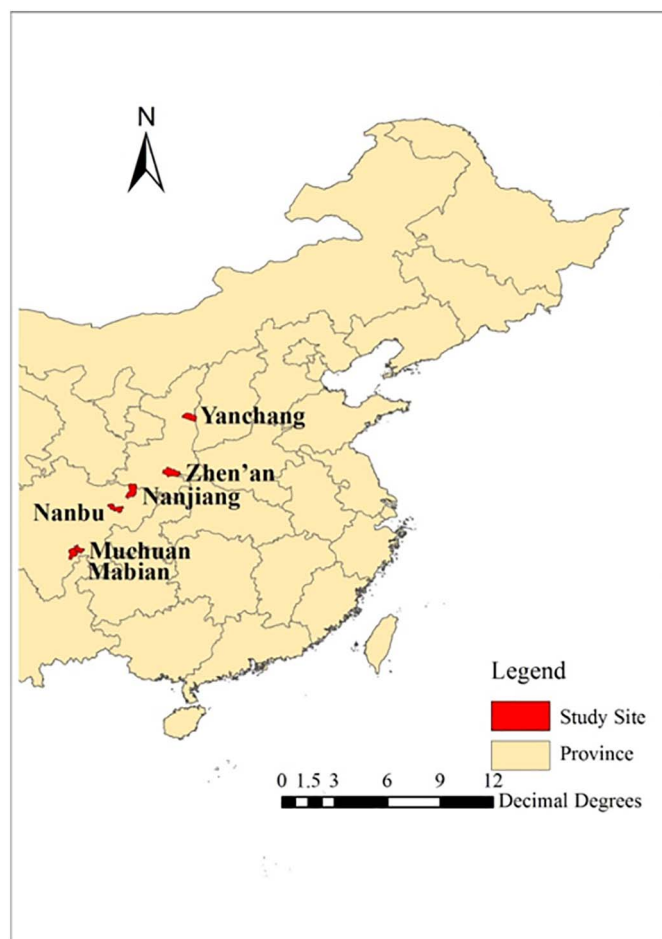 N
Yanchang
Zhen'an
Nanjiang
Nanbu
Muchuan
Mabian
Legend
Study Site
Province
0 1.5 3 6 9 12
Decimal Degrees